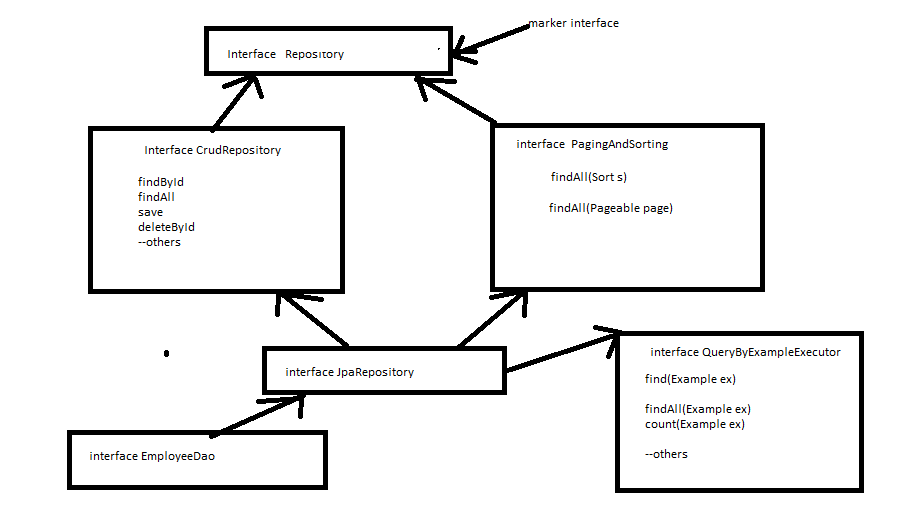 marker interface
Interface Repository
Interface CrudRepository
findById
findAll
save
deleteById
--others
interface PagingAndSorting
findAll(Sort s)
findAll(Pageable page)
interface JpaRepository
interface QueryByExampleExecutor
find(Example ex)
findAll(Example ex)
count(Example ex)
--others
interface EmployeeDao